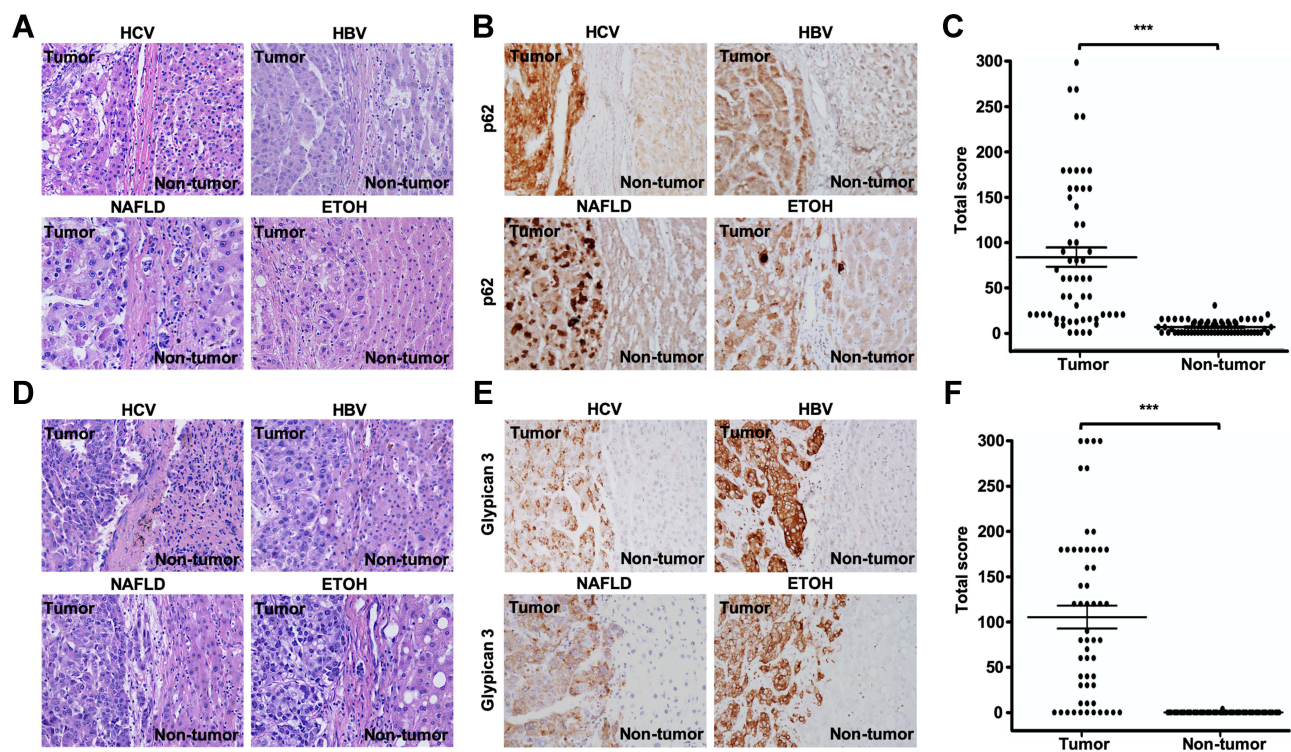 A
HCV
HBV
Tumor
Tumor
Non-tumor
Non-tumor
NAFLD
ETOH
Tumor
Tumor
Non-tumor
Non-tumor
B
HCV
HBV
p62
Tumor
Tumor
Non-tumor
Non-tumor
NAFLD
ETOH
p62
Tumor
Tumor
Non-tumor
Non-tumor
C
***
Total score
300
250
200
150
100
50
0
Tumor
Non-tumor
D
HCV
HBV
Tumor
Tumor
Non-tumor
Non-tumor
NAFLD
ETOH
Tumor
Tumor
Non-tumor
Non-tumor
E
HCV
HBV
Glypican 3
Tumor
Tumor
Non-tumor
Non-tumor
NAFLD
ETOH
Glypican 3
Tumor
Tumor
Non-tumor
Non-tumor
F
***
Total score
300
250
200
150
100
50
0
Tumor
Non-tumor